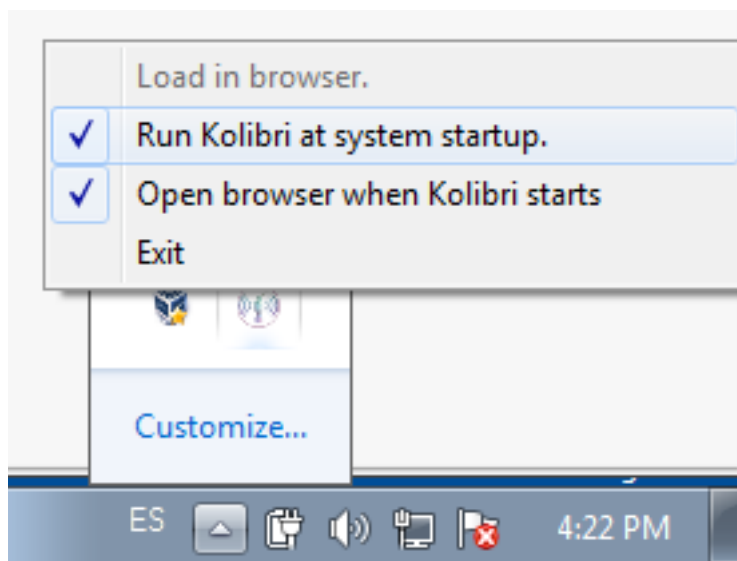 Load in browser.
Run Kolibri at system startup.
Open browser when Kolibri starts
Exit
Customize...
ES
4:22 PM